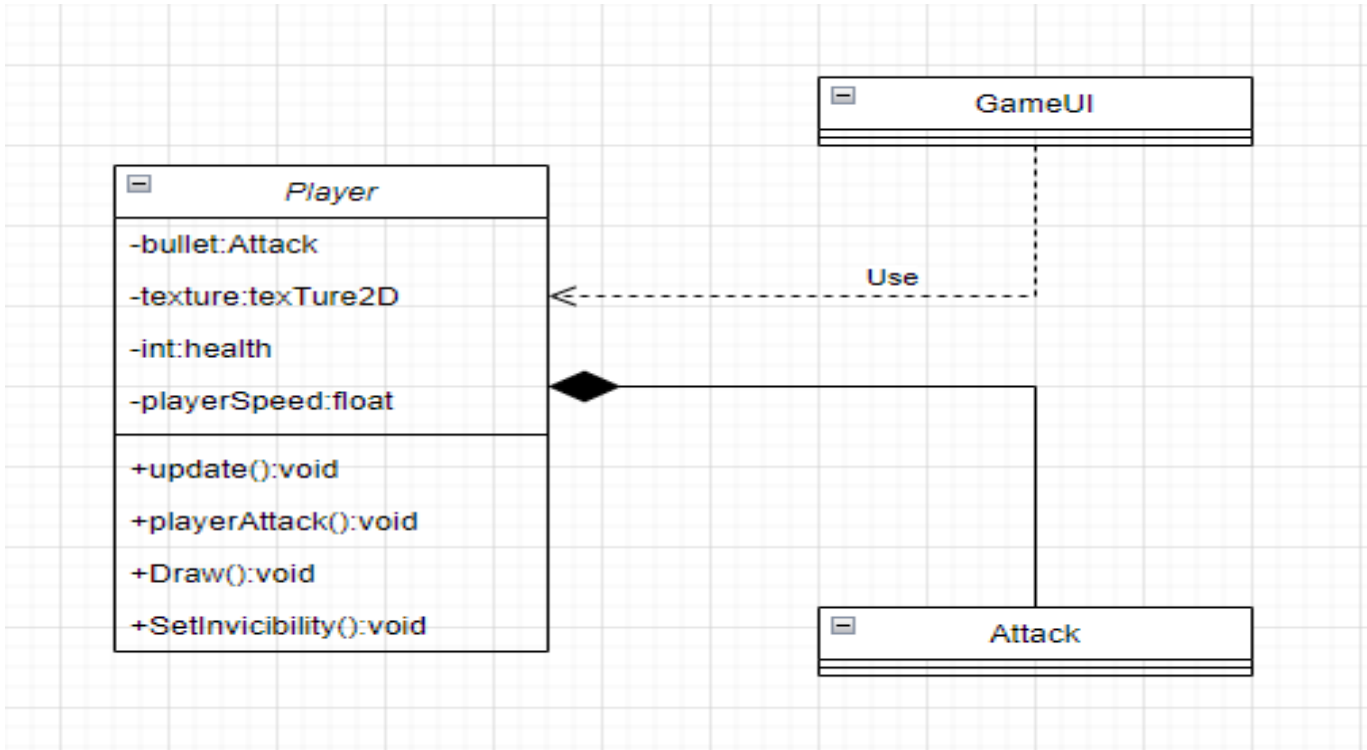 GameUI
Player
-bullet:Attack
-texture:texTure2D
-int:health
-playerSpeed:float
+update():void
+playerAttack():void
+Draw():void
+SetInvicibility():void
Use
Attack